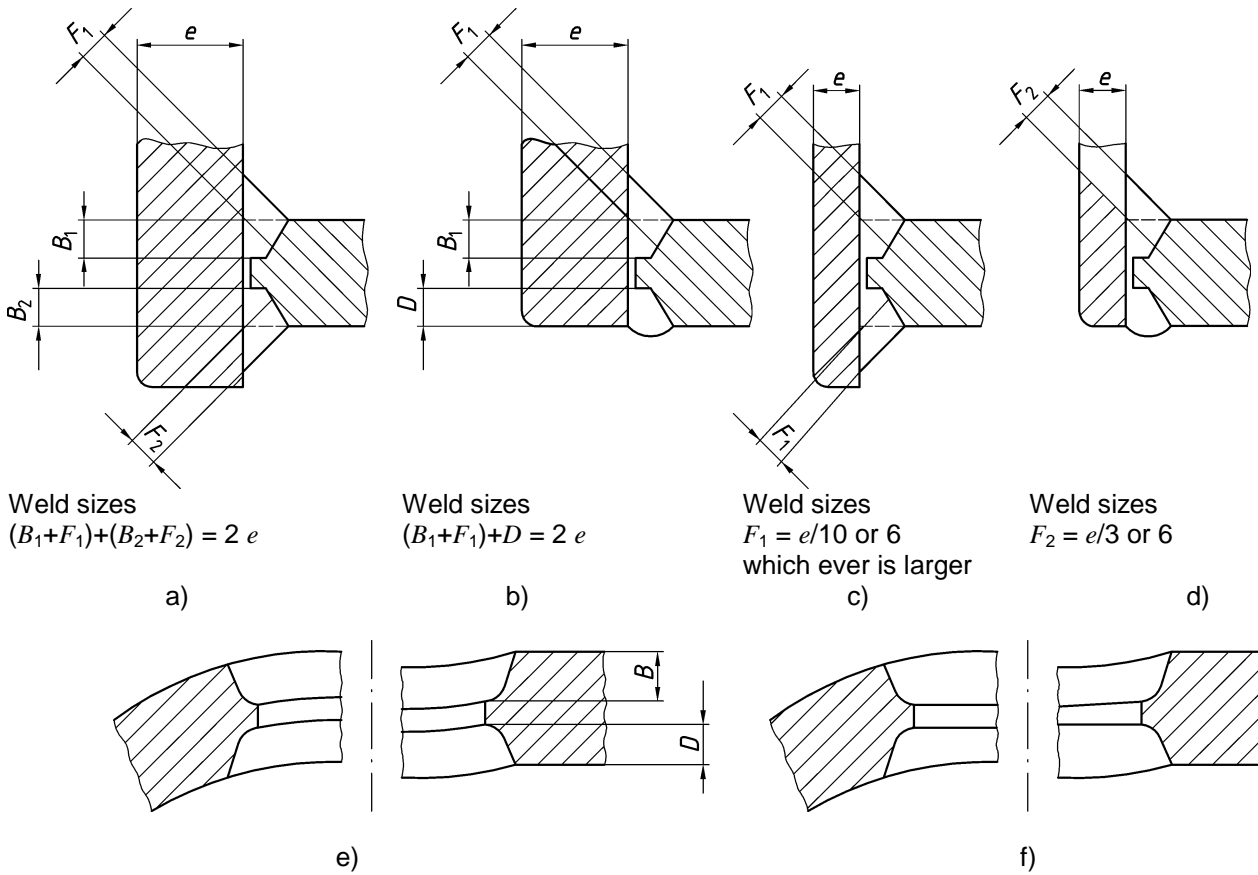 F₁
e
F₁
e
F₁
e
F₂
e
B₁
B₂
F₂
B₁
D
F₁
Weld sizes
(B₁+F₁)+(B₂+F₂) = 2 e
a)
Weld sizes
(B₁+F₁)+D = 2 e
b)
Weld sizes
F₁ = e/10 or 6
which ever is larger
c)
Weld sizes
F₂ = e/3 or 6
d)
B
D
e)
f)